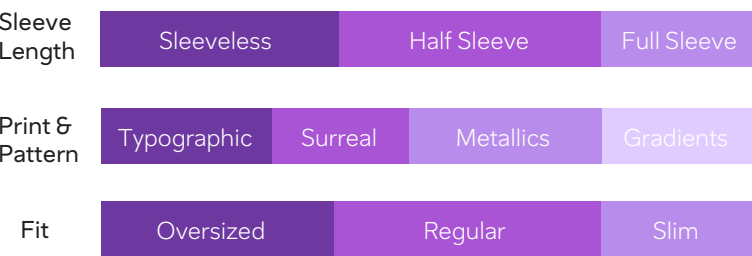 Sleeve
Length
Sleeveless Half Sleeve Full Sleeve
Print &
Pattern
Typographic Surreal Metallics Gradients
Fit Oversized Regular Slim